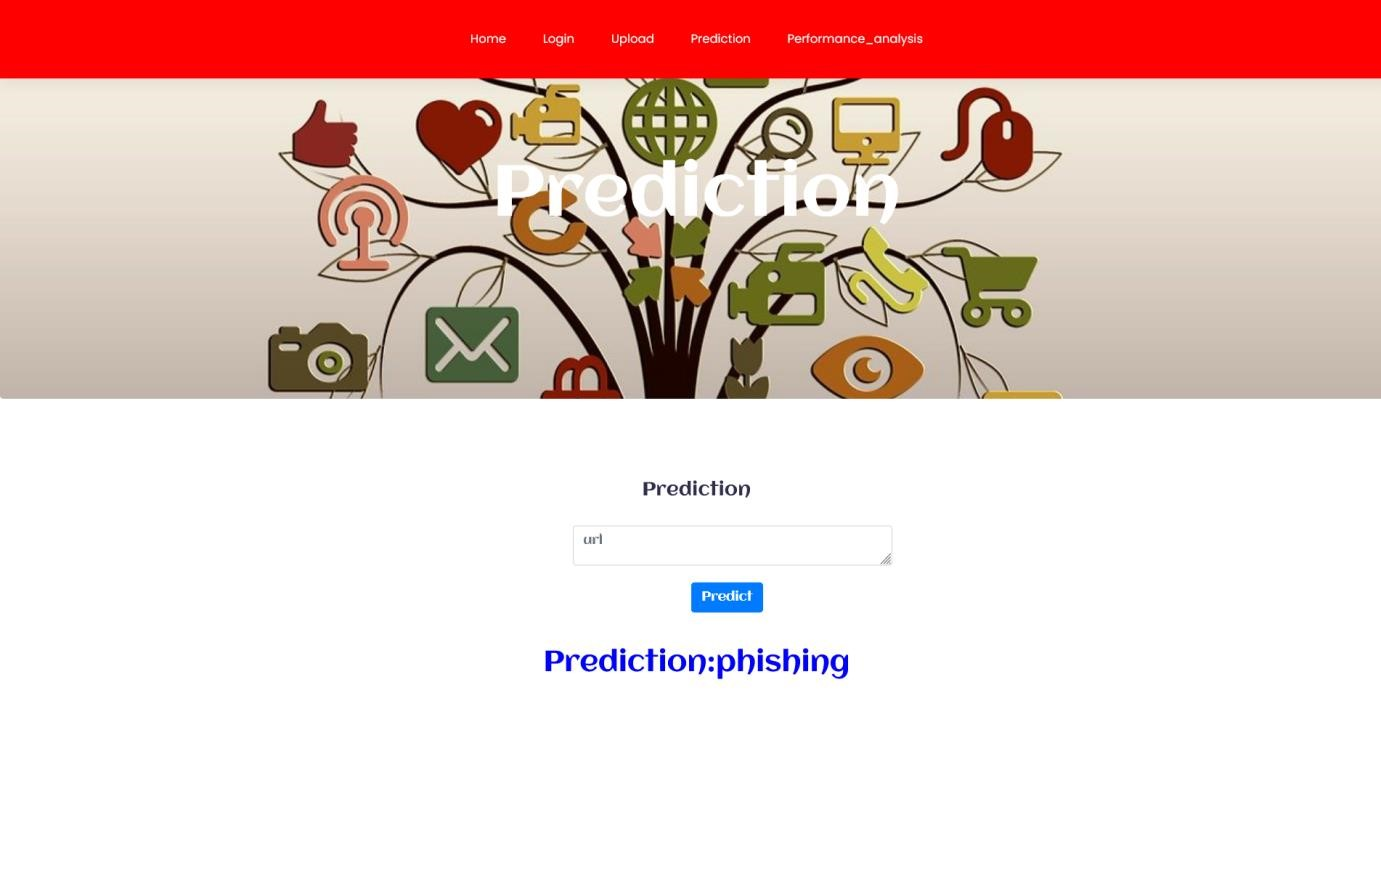 Home Login Upload Prediction Performance_analysis
Prediction
Prediction
url
Predict
Prediction:phishing